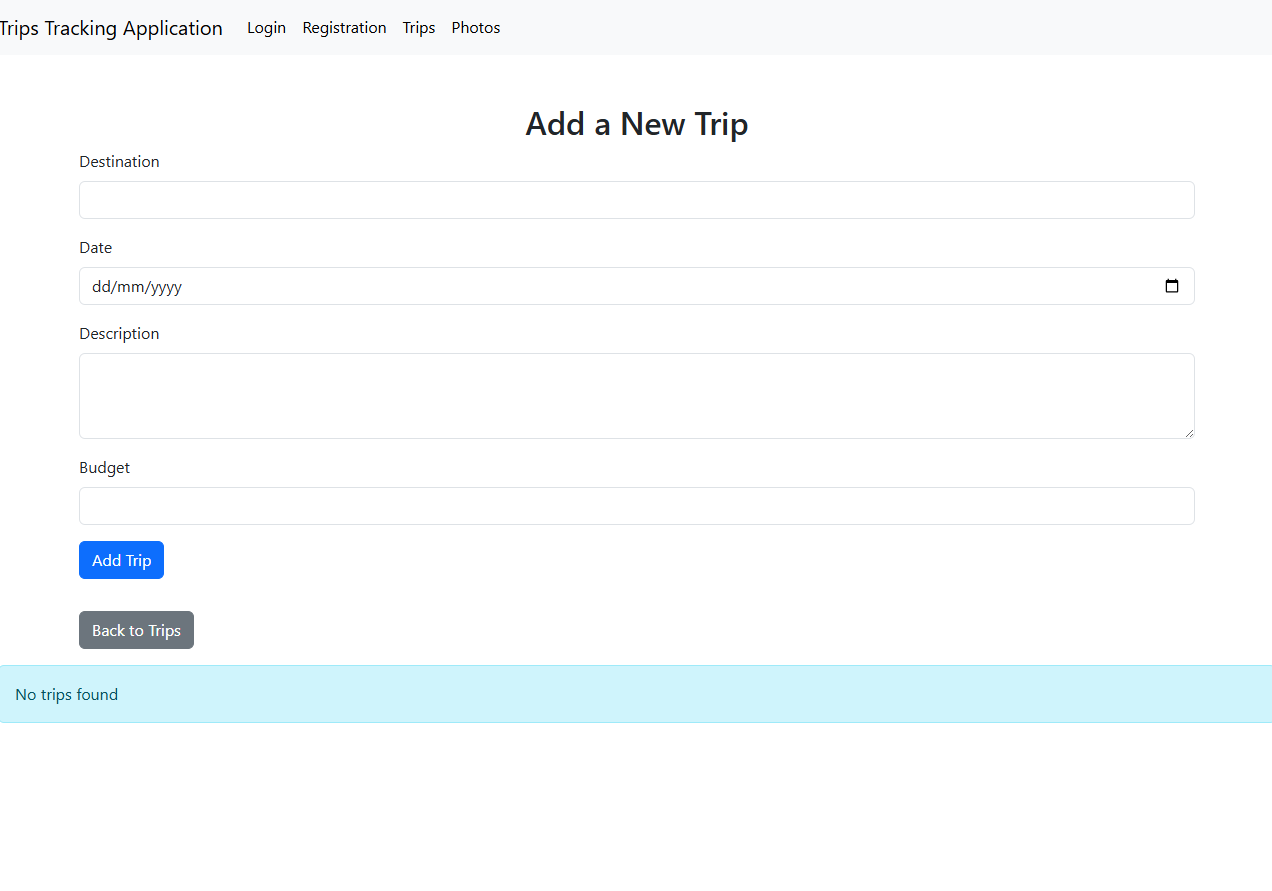 Trips Tracking Application Login Registration Trips Photos
Add a New Trip
Destination
Date
dd/mm/yyyy
Description
Budget
Add Trip
Back to Trips
No trips found